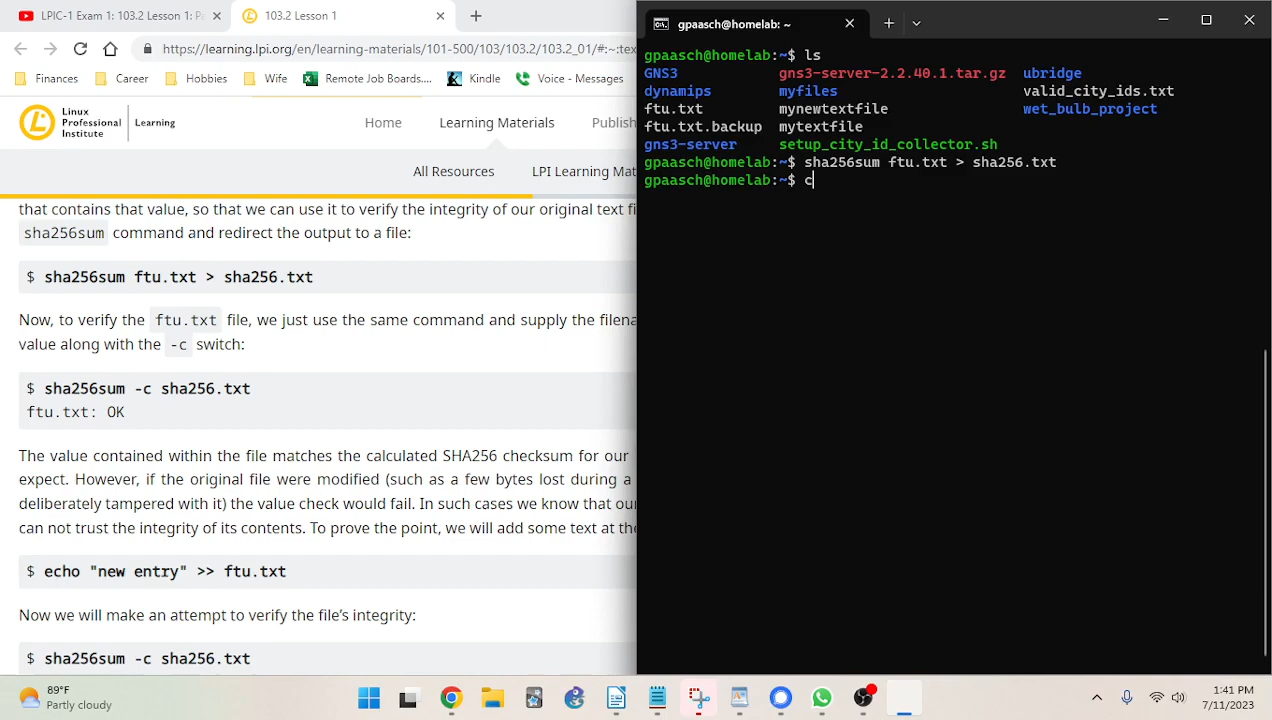 LPIC-1 Exam 1: 103.2 Lesson 1: Pa
103.2 Lesson 1
https://learning.lpi.org/en/learning-materials/101-500/103/103.2/103.2_01/#:~:tex
Finances
Career
Hobbies
Wife
Remote Job Boards....
Kindle
Voice - Messages
Linux
Professional
Institute
Learning
Home
Learning Materials
Publish
All Resources
LPI Learning Mat
that contains that value, so that we can use it to verify the integrity of our original text fi
sha256sum command and redirect the output to a file:
$ sha256sum ftu.txt > sha256.txt
Now, to verify the ftu.txt file, we just use the same command and supply the filena
value along with the -c switch:
$ sha256sum -c sha256.txt
ftu.txt: OK
The value contained within the file matches the calculated SHA256 checksum for our
expect. However, if the original file were modified (such as a few bytes lost during a
deliberately tampered with it) the value check would fail. In such cases we know that our
can not trust the integrity of its contents. To prove the point, we will add some text at the
$ echo "new entry" >> ftu.txt
Now we will make an attempt to verify the file's integrity:
$ sha256sum -c sha256.txt
gpaasch@homelab: ~
gpaasch@homelab:~$ ls
GNS3 gns3-server-2.2.40.1.tar.gz ubridge
dynamips myfiles valid_city_ids.txt
ftu.txt mynewtextfile wet_bulb_project
ftu.txt.backup mytextfile
gns3-server setup_city_id_collector.sh
gpaasch@homelab:~$ sha256sum ftu.txt > sha256.txt
gpaasch@homelab:~$ c
89°F
Partly cloudy
1:41 PM
7/11/2023